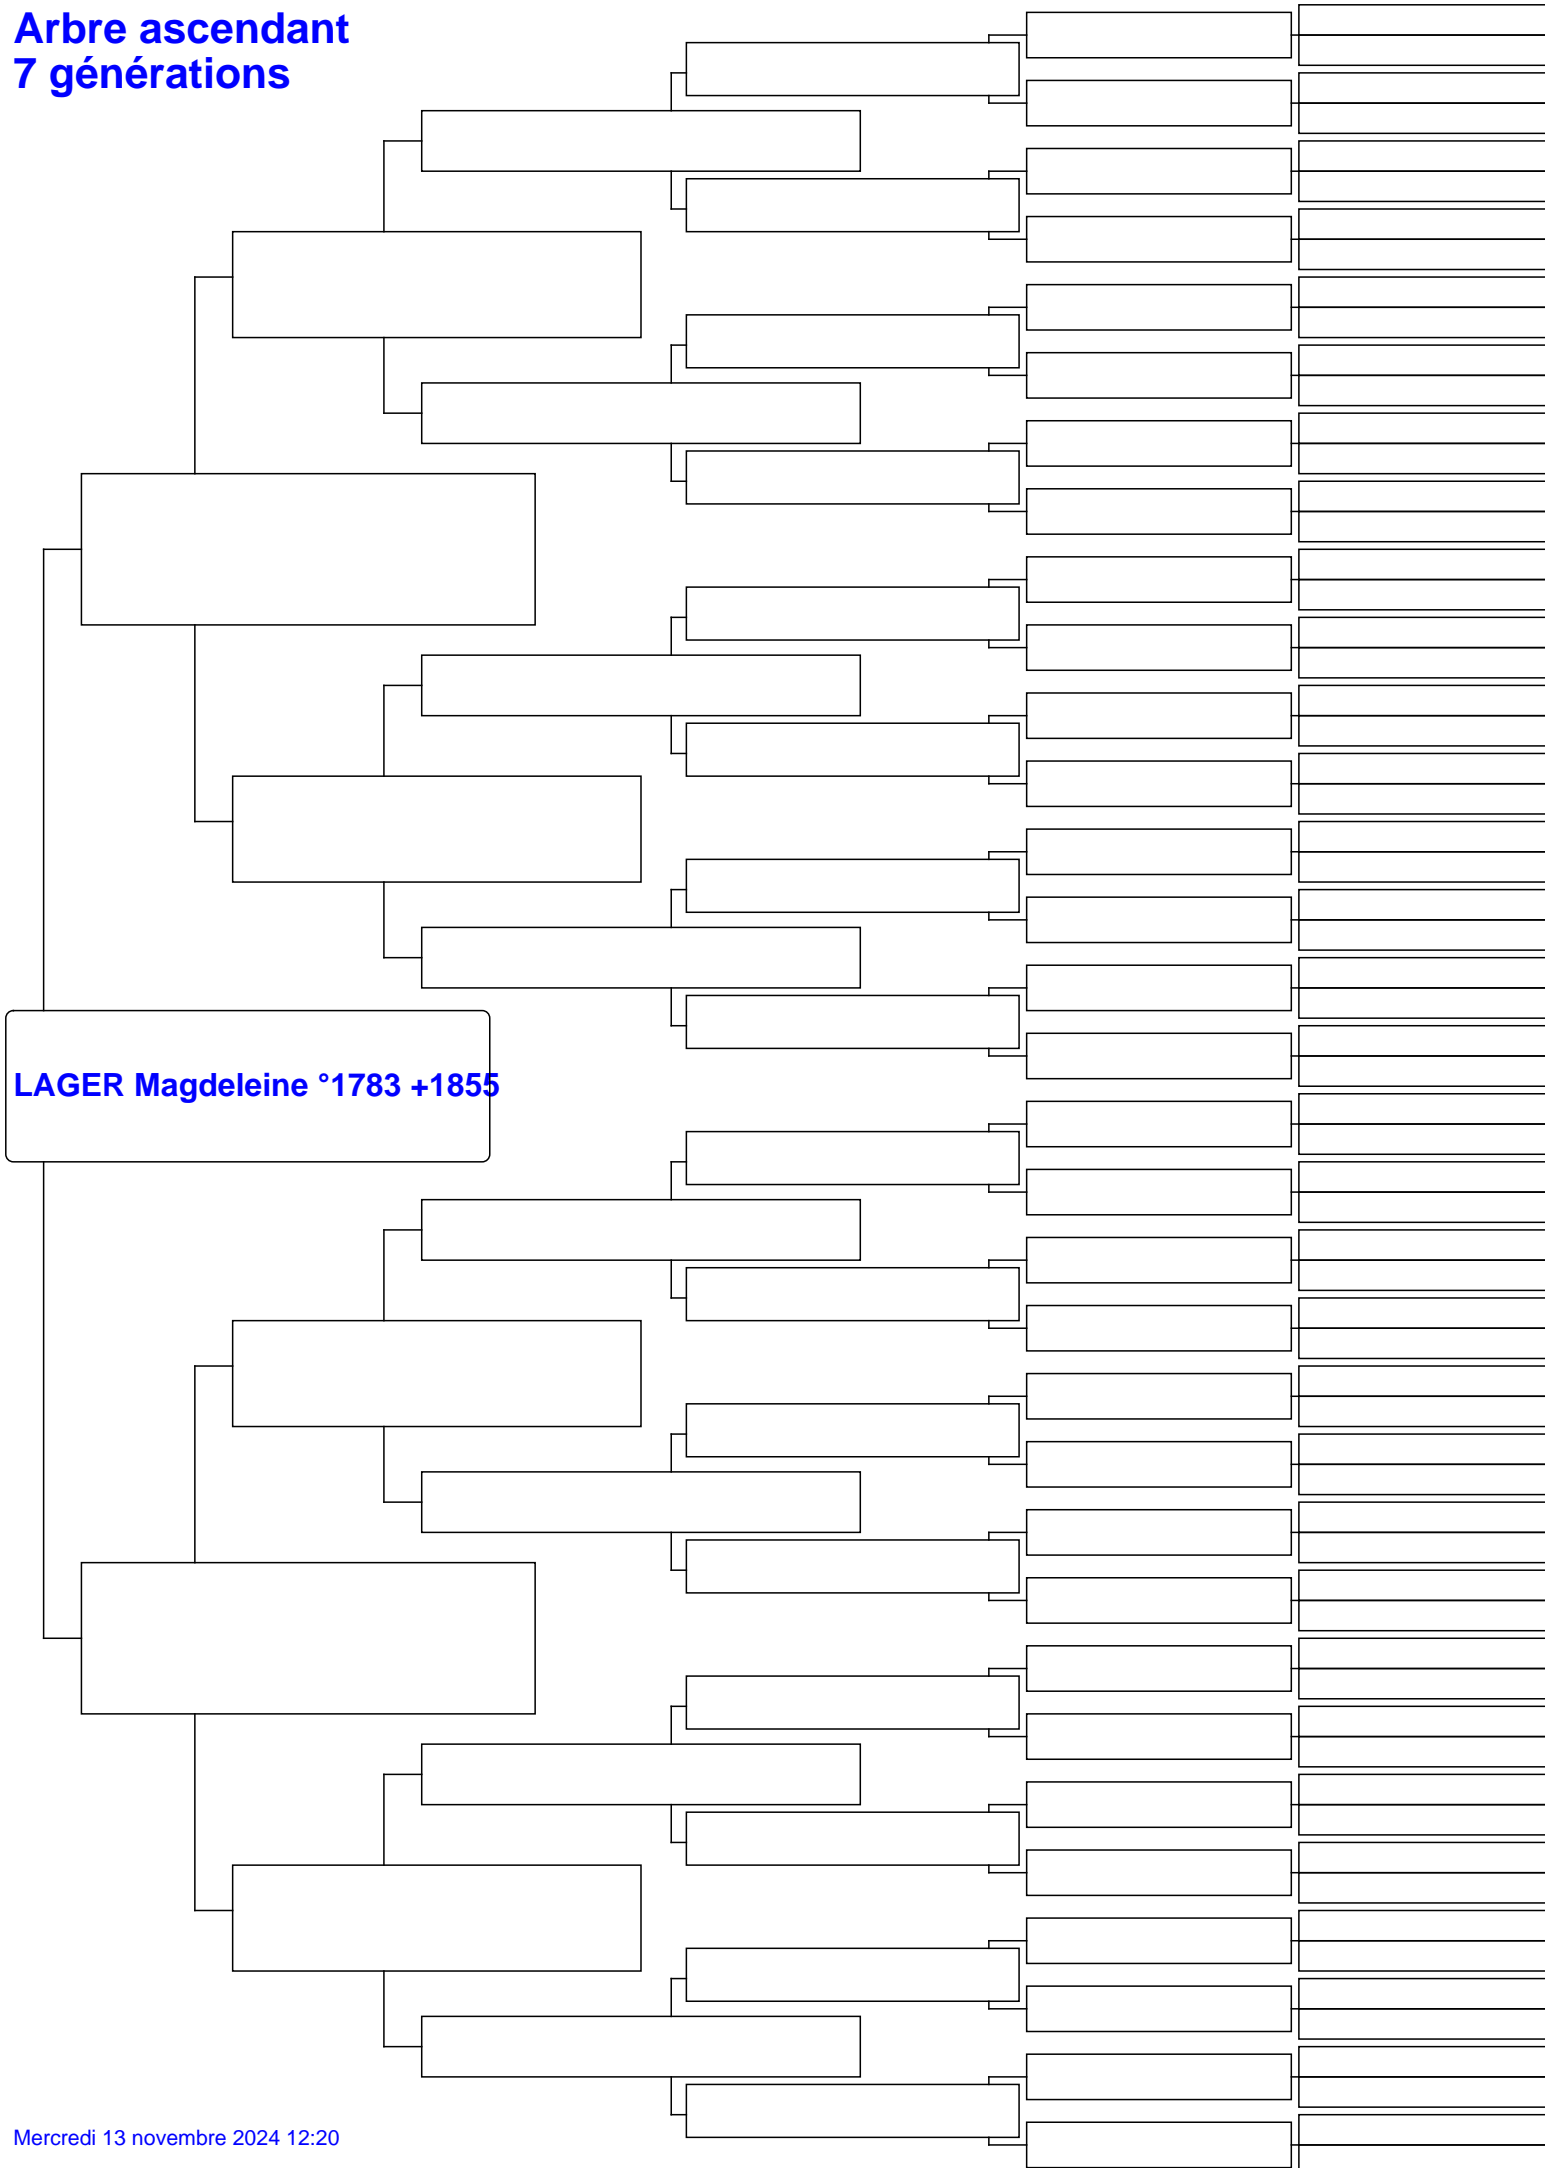 Arbre ascendant
7 générations
LAGER Magdeleine °1783 +1855
Mercredi 13 novembre 2024 12:20